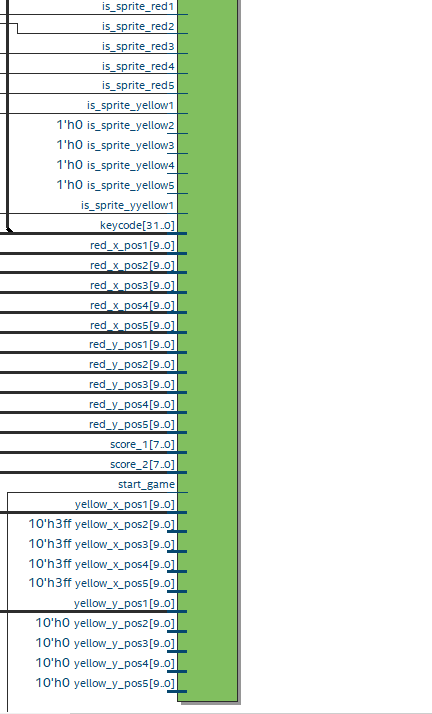 is_sprite_red1
is_sprite_red2
is_sprite_red3
is_sprite_red4
is_sprite_red5
is_sprite_yellow1
1'h0 is_sprite_yellow2
1'h0 is_sprite_yellow3
1'h0 is_sprite_yellow4
1'h0 is_sprite_yellow5
is_sprite_yyellow1
keycode[31..0]
red_x_pos1[9..0]
red_x_pos2[9..0]
red_x_pos3[9..0]
red_x_pos4[9..0]
red_x_pos5[9..0]
red_y_pos1[9..0]
red_y_pos2[9..0]
red_y_pos3[9..0]
red_y_pos4[9..0]
red_y_pos5[9..0]
score_1[7..0]
score_2[7..0]
start_game
yellow_x_pos1[9..0]
10'h3ff yellow_x_pos2[9..0]
10'h3ff yellow_x_pos3[9..0]
10'h3ff yellow_x_pos4[9..0]
10'h3ff yellow_x_pos5[9..0]
yellow_y_pos1[9..0]
10'h0 yellow_y_pos2[9..0]
10'h0 yellow_y_pos3[9..0]
10'h0 yellow_y_pos4[9..0]
10'h0 yellow_y_pos5[9..0]